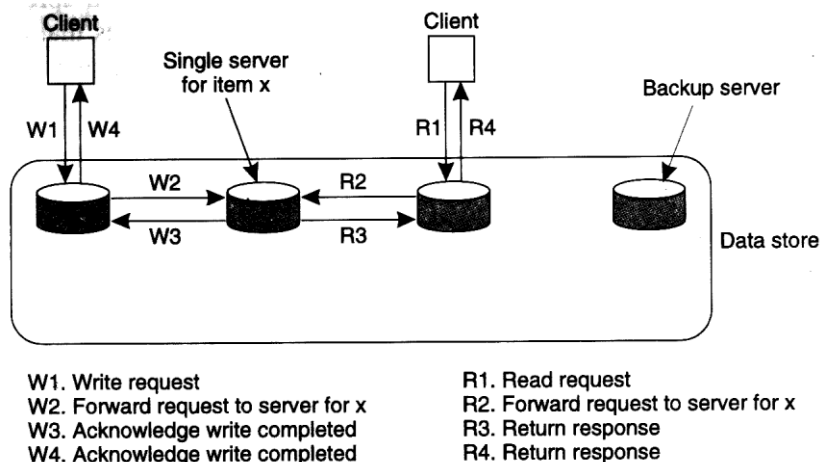 Client
Client
Single server
for item x
Backup server
W1
W4
R1
R4
W2
R2
W3
R3
Data store
W1. Write request
W2. Forward request to server for x
W3. Acknowledge write completed
W4. Acknowledge write completed
R1. Read request
R2. Forward request to server for x
R3. Return response
R4. Return response